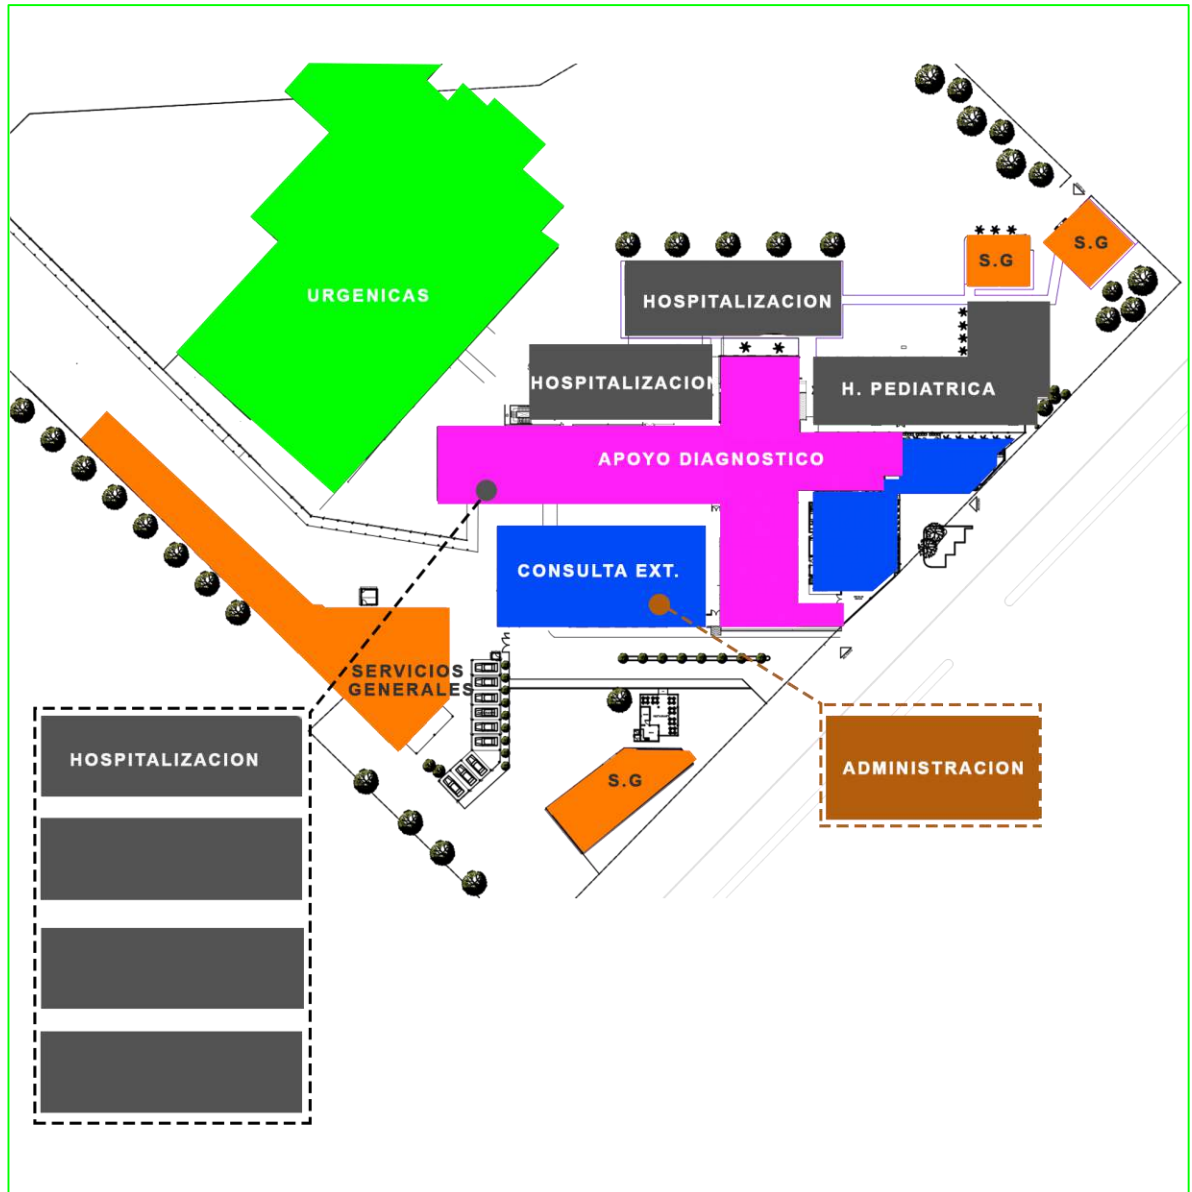 S.G
S.G
URGENICAS
HOSPITALIZACION
HOSPITALIZACION
H. PEDIATRICA
APOYO DIAGNOSTICO
CONSULTA EXT.
SERVICIOS
GENERALES
HOSPITALIZACION
ADMINISTRACION
S.G